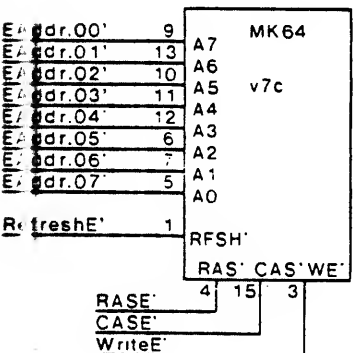 EAddr.00' 9 MK64
A7
EAddr.01' 13
A6
EAddr.02' 10 v7c
A5
EAddr.03' 11
A4
EAddr.04' 12
A3
EAddr.05' 6
A2
EAddr.06' 7
A1
EAddr.07' 5
A0
RefreshE' 1
RFSH'
RAS' CAS' WE'
4 15 3
RASE'
CASE'
WriteE'